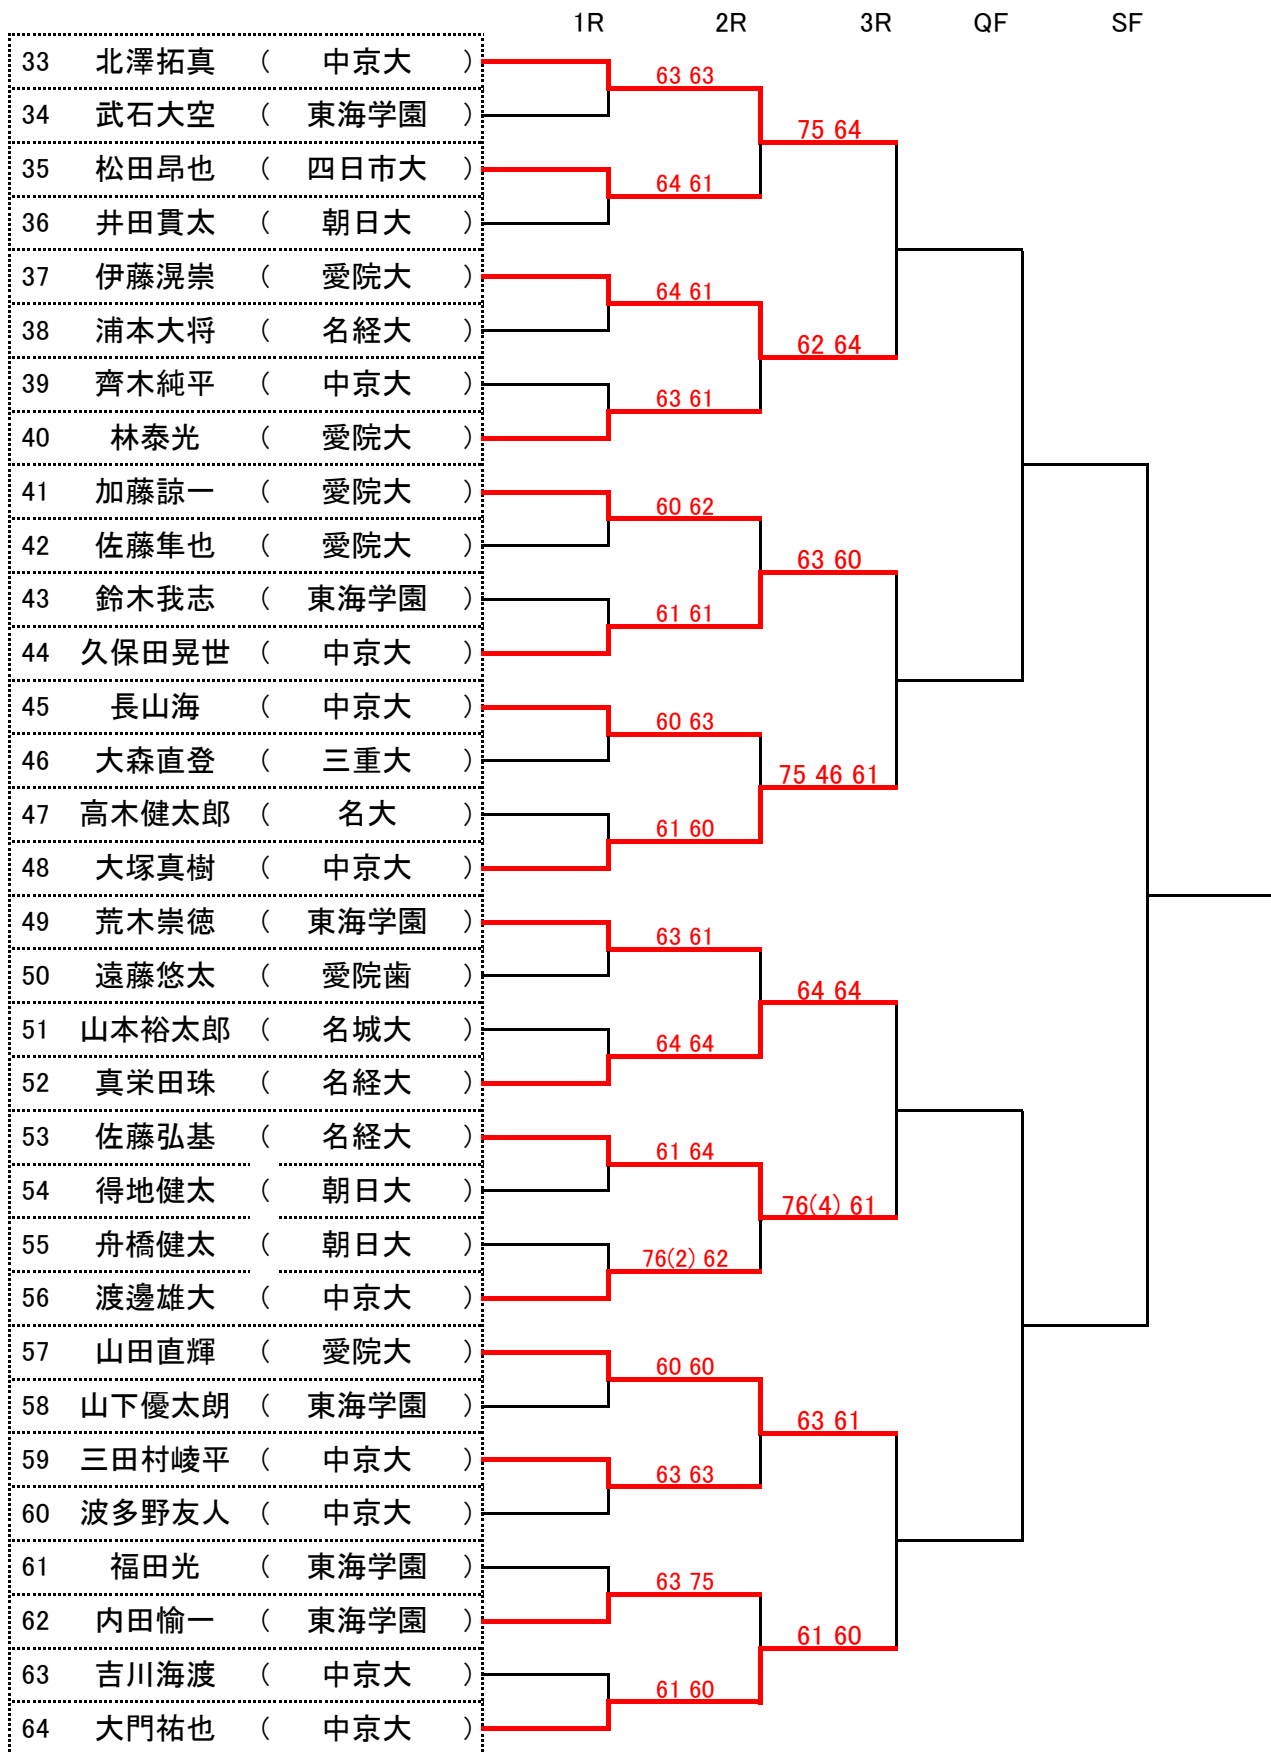 1R 2R 3R QF SF
33 北澤拓真 ( 中京大 )
63 63
34 武石大空 ( 東海学園 )
75 64
35 松田昂也 ( 四日市大 )
64 61
36 井田貫太 ( 朝日大 )
37 伊藤滉崇 ( 愛院大 )
64 61
38 浦本大将 ( 名経大 )
62 64
39 齊木純平 ( 中京大 )
63 61
40 林泰光 ( 愛院大 )
41 加藤諒一 ( 愛院大 )
60 62
42 佐藤隼也 ( 愛院大 )
63 60
43 鈴木我志 ( 東海学園 )
61 61
44 久保田晃世 ( 中京大 )
45 長山海 ( 中京大 )
60 63
46 大森直登 ( 三重大 )
75 46 61
47 高木健太郎 ( 名大 )
61 60
48 大塚真樹 ( 中京大 )
49 荒木崇徳 ( 東海学園 )
63 61
50 遠藤悠太 ( 愛院歯 )
64 64
51 山本裕太郎 ( 名城大 )
64 64
52 真栄田珠 ( 名経大 )
53 佐藤弘基 ( 名経大 )
61 64
54 得地健太 ( 朝日大 )
76(4) 61
55 舟橋健太 ( 朝日大 )
76(2) 62
56 渡邊雄大 ( 中京大 )
57 山田直輝 ( 愛院大 )
60 60
58 山下優太朗 ( 東海学園 )
63 61
59 三田村崚平 ( 中京大 )
63 63
60 波多野友人 ( 中京大 )
61 福田光 ( 東海学園 )
63 75
62 内田愉一 ( 東海学園 )
61 60
63 吉川海渡 ( 中京大 )
61 60
64 大門祐也 ( 中京大 )